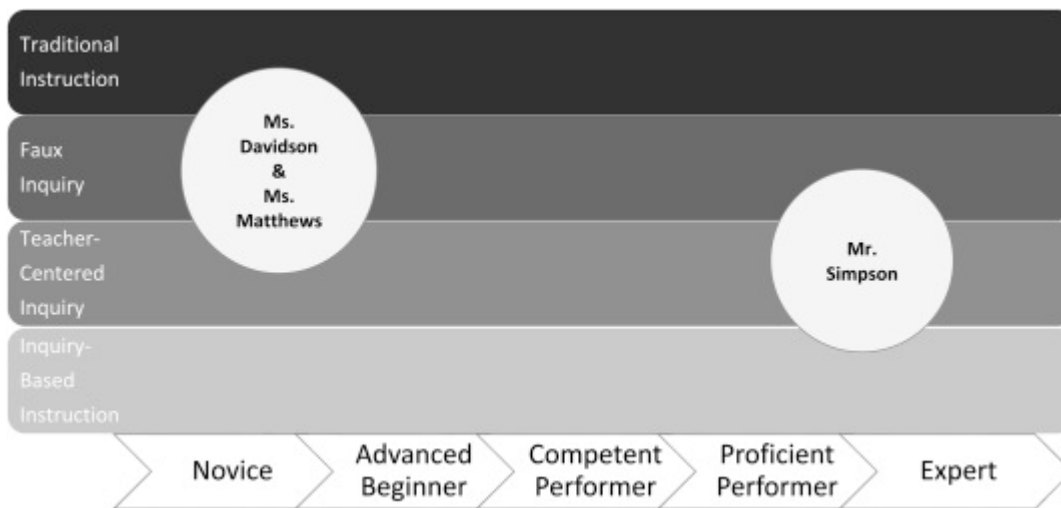 Traditional
Instruction
Ms.
Davidson
&
Ms.
Matthews
Faux
Inquiry
Teacher-
Centered
Inquiry
Mr.
Simpson
Inquiry-
Based
Instruction
Novice
Advanced
Beginner
Competent
Performer
Proficient
Performer
Expert